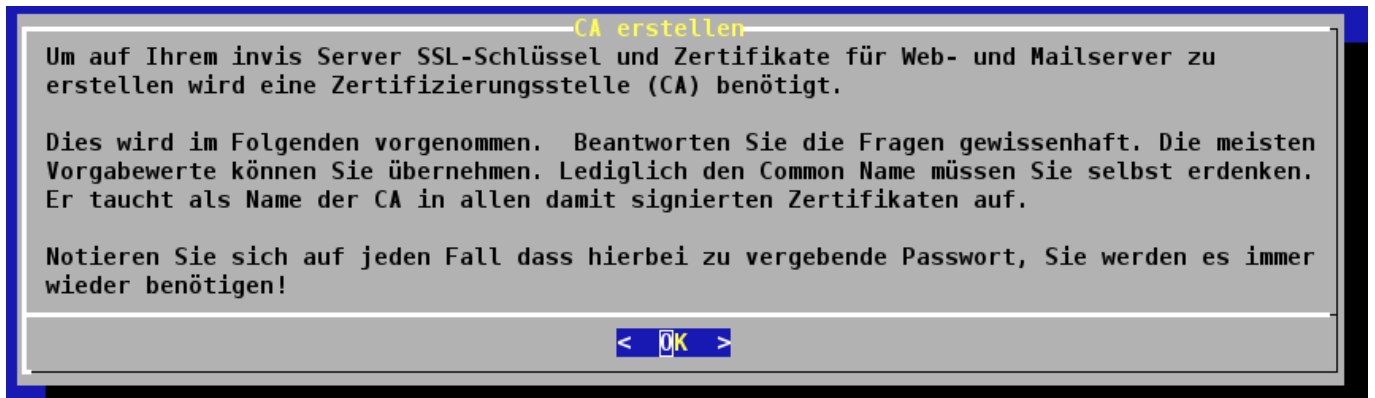 CA erstellen
Um auf Ihrem invis Server SSL-Schlüssel und Zertifikate für Web- und Mailserver zu
erstellen wird eine Zertifizierungsstelle (CA) benötigt.
Dies wird im Folgenden vorgenommen.  Beantworten Sie die Fragen gewissenhaft. Die meisten
Vorgabewerte können Sie übernehmen. Lediglich den Common Name müssen Sie selbst erdenken.
Er taucht als Name der CA in allen damit signierten Zertifikaten auf.
Notieren Sie sich auf jeden Fall dass hierbei zu vergebende Passwort, Sie werden es immer
wieder benötigen!
<  OK  >